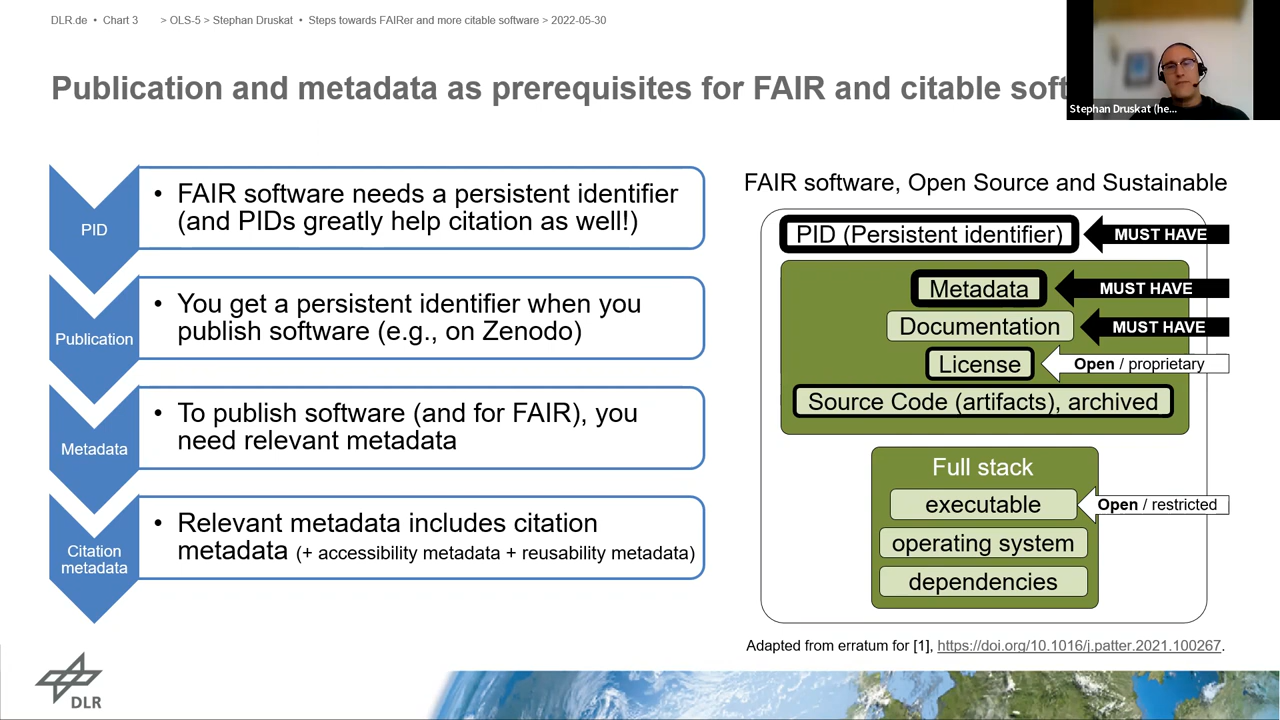 DLR.de • Chart 3 > OLS-5 > Stephan Druskat • Steps towards FAIRer and more citable software > 2022-05-30
Publication and metadata as prerequisites for FAIR and citable soft
Stephan Druskat (he...
PID
• FAIR software needs a persistent identifier
(and PIDs greatly help citation as well!)
Publication
• You get a persistent identifier when you
publish software (e.g., on Zenodo)
Metadata
• To publish software (and for FAIR), you
need relevant metadata
Citation
metadata
• Relevant metadata includes citation
metadata (+ accessibility metadata + reusability metadata)
FAIR software, Open Source and Sustainable
PID (Persistent identifier)
MUST HAVE
Metadata
MUST HAVE
Documentation
MUST HAVE
License
Open / proprietary
Source Code (artifacts), archived
Full stack
executable
Open / restricted
operating system
dependencies
Adapted from erratum for [1], https://doi.org/10.1016/j.patter.2021.100267.
DLR